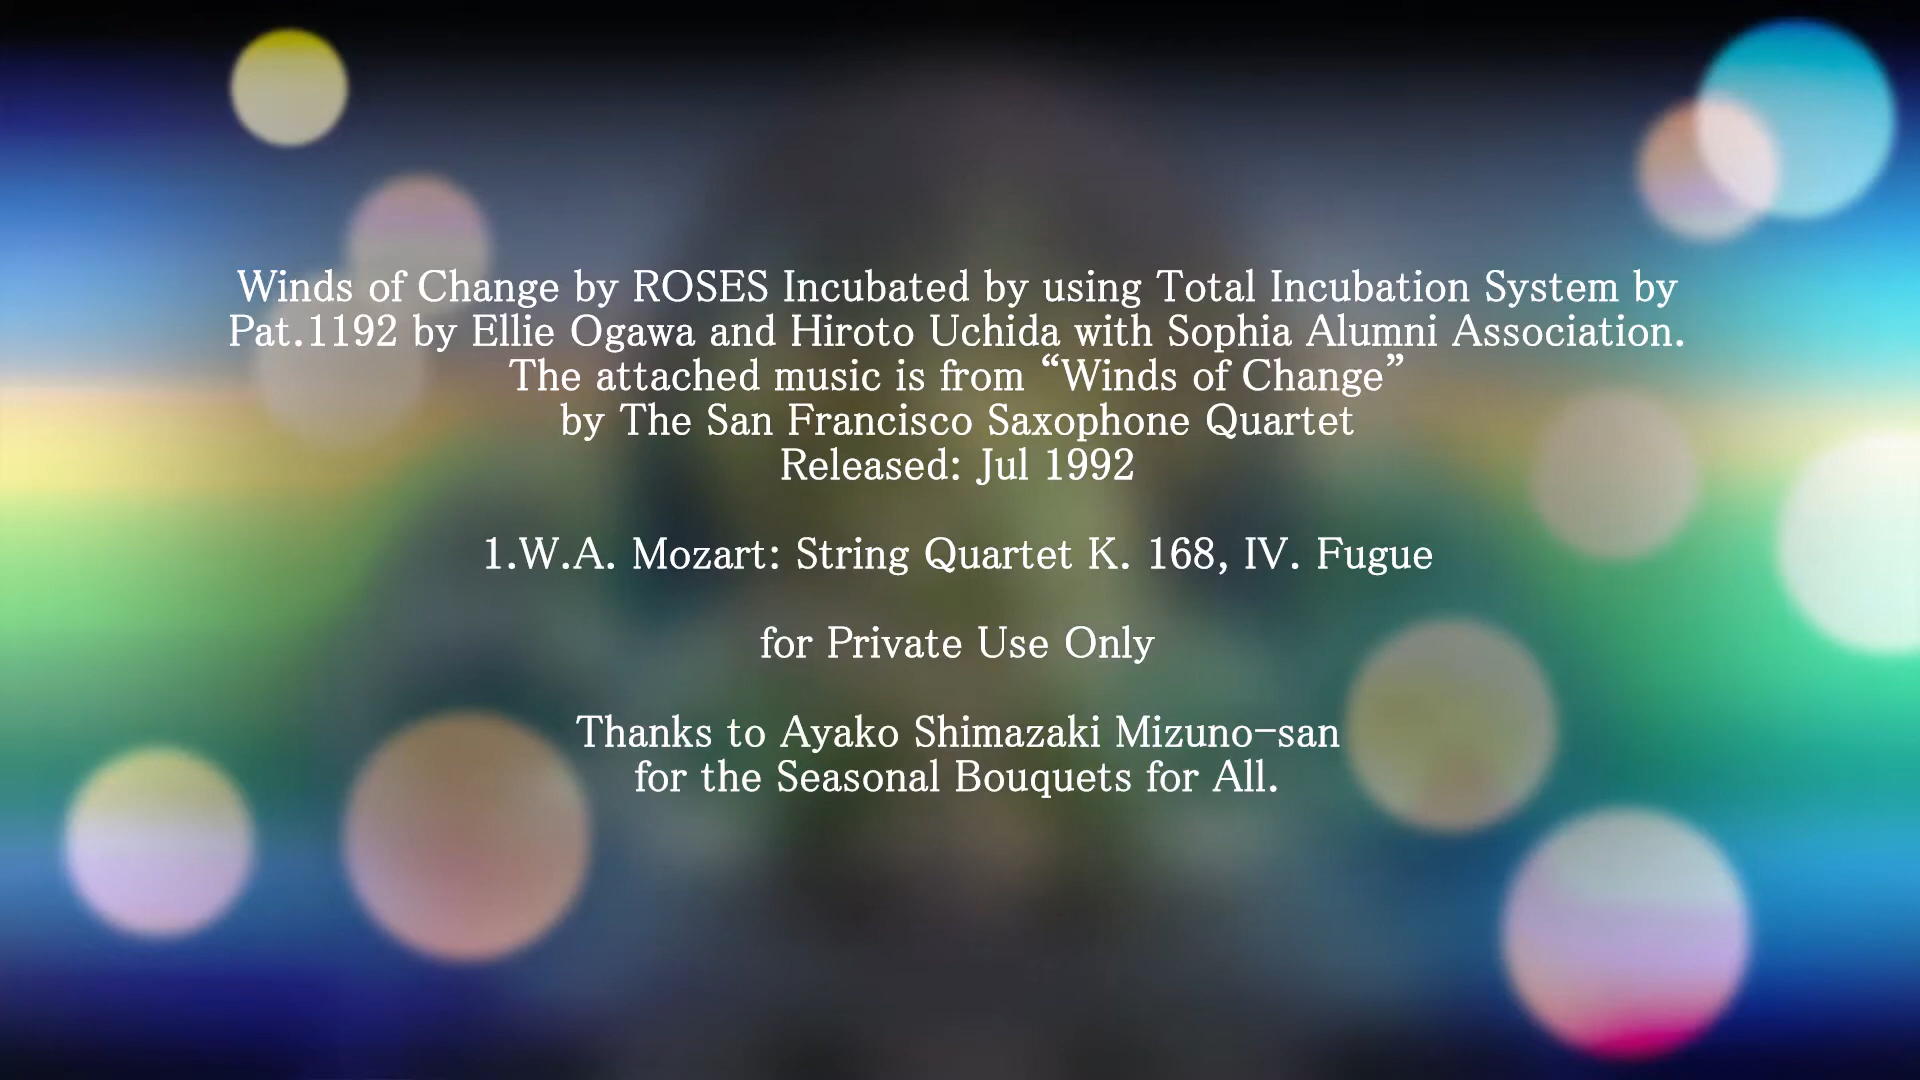 Winds of Change by ROSES Incubated by using Total Incubation System by
Pat.1192 by Ellie Ogawa and Hiroto Uchida with Sophia Alumni Association.
The attached music is from “Winds of Change”
by The San Francisco Saxophone Quartet
Released: Jul 1992
1.W.A. Mozart: String Quartet K. 168, IV. Fugue
for Private Use Only
Thanks to Ayako Shimazaki Mizuno-san
for the Seasonal Bouquets for All.